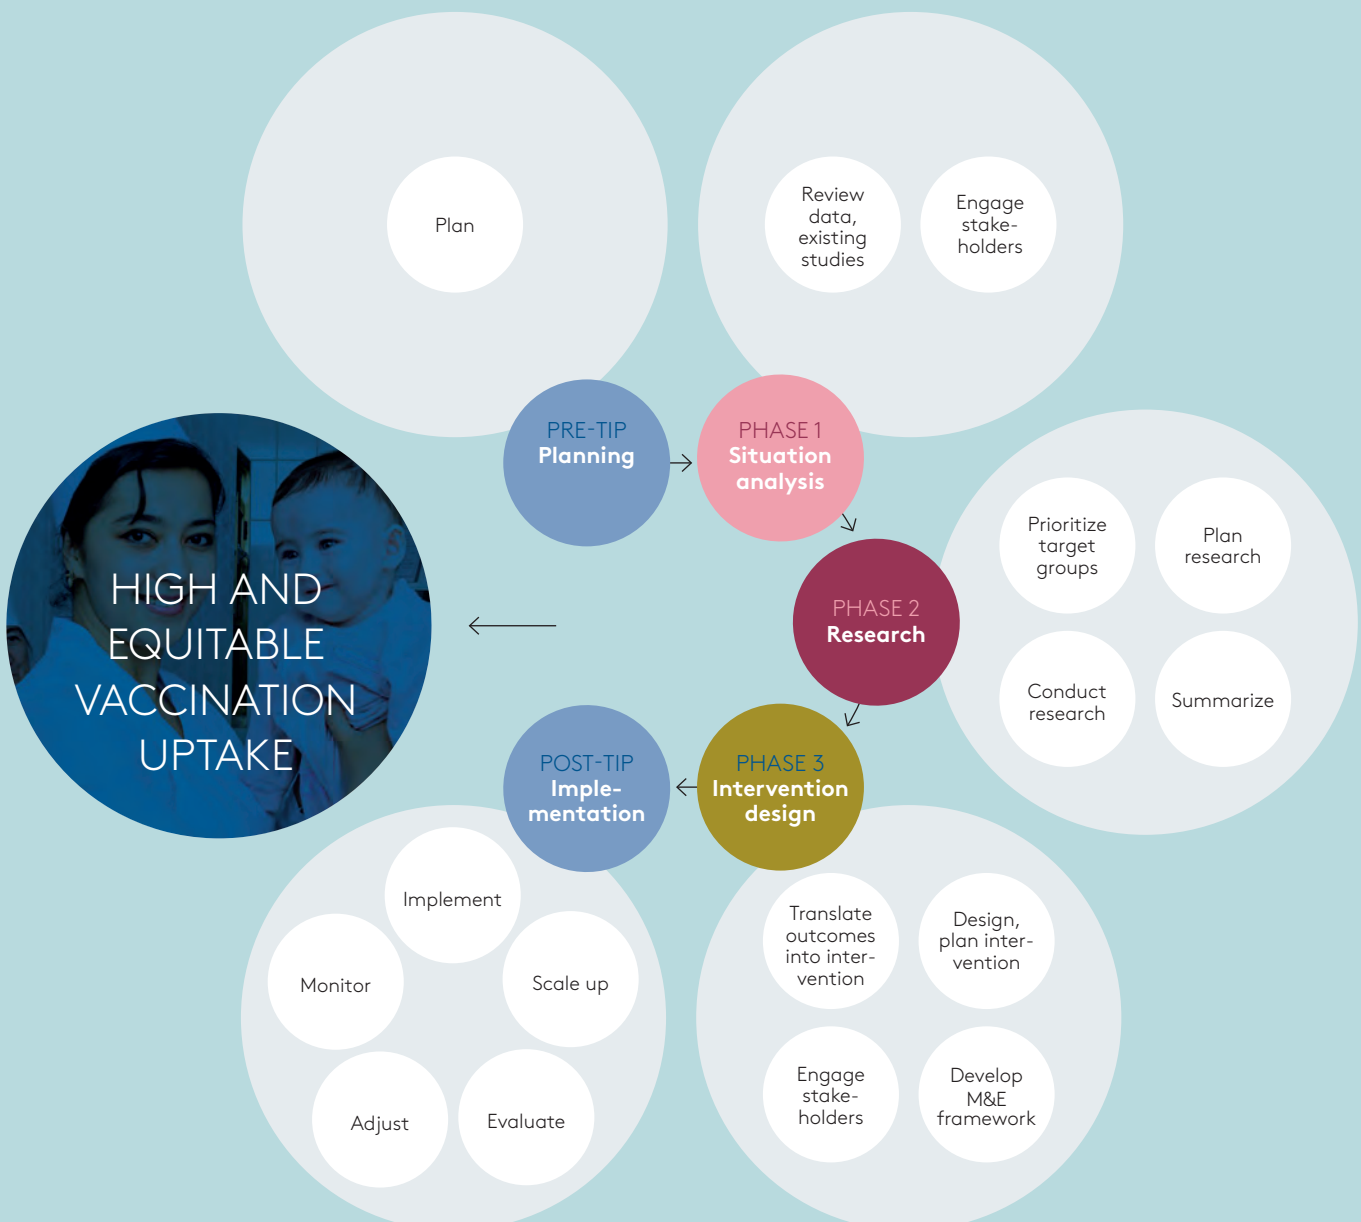 Plan
Review
data,
existing
studies
Engage
stake-
holders
PRE-TIP
Planning
PHASE 1
Situation
analysis
Prioritize
target
groups
Plan
research
PHASE 2
Research
Conduct
research
Summarize
HIGH AND
EQUITABLE
VACCINATION
UPTAKE
POST-TIP
Imple-
mentation
PHASE 3
Intervention
design
Implement
Monitor
Scale up
Adjust
Evaluate
Translate
outcomes
into inter-
vention
Design,
plan inter-
vention
Engage
stake-
holders
Develop
M&E
framework